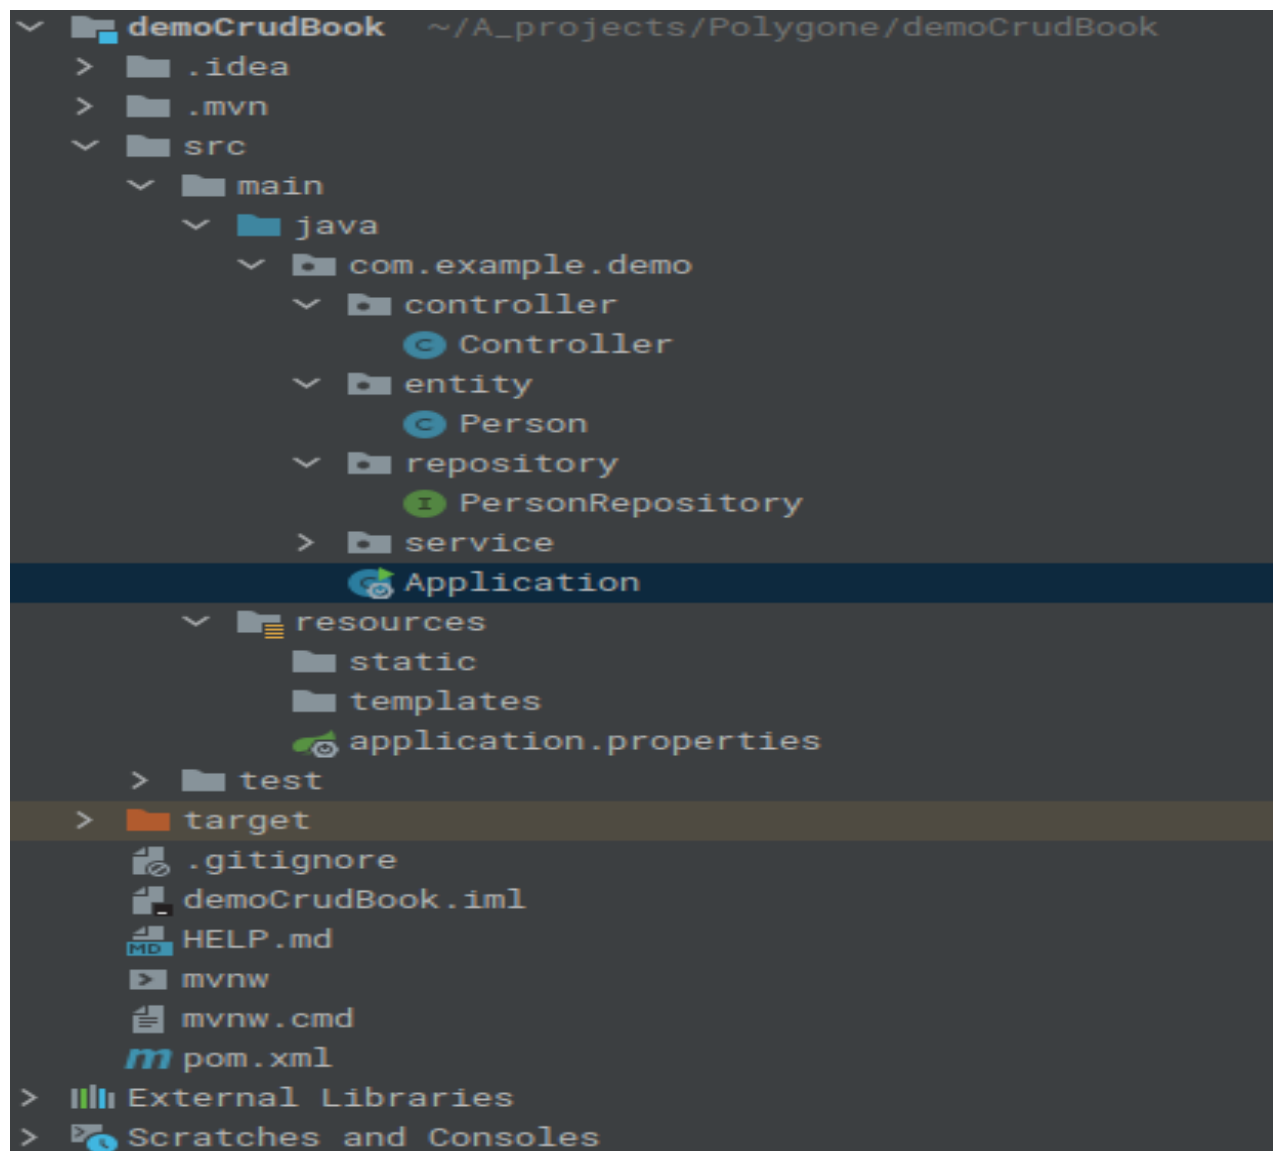 demoCrudBook ~/A_projects/Polygone/demoCrudBook
.idea
.mvn
src
main
java
com.example.demo
controller
C Controller
entity
C Person
repository
I PersonRepository
service
Application
resources
static
templates
application.properties
test
target
.gitignore
demoCrudBook.iml
MD HELP.md
mvnw
mvnw.cmd
m pom.xml
External Libraries
Scratches and Consoles